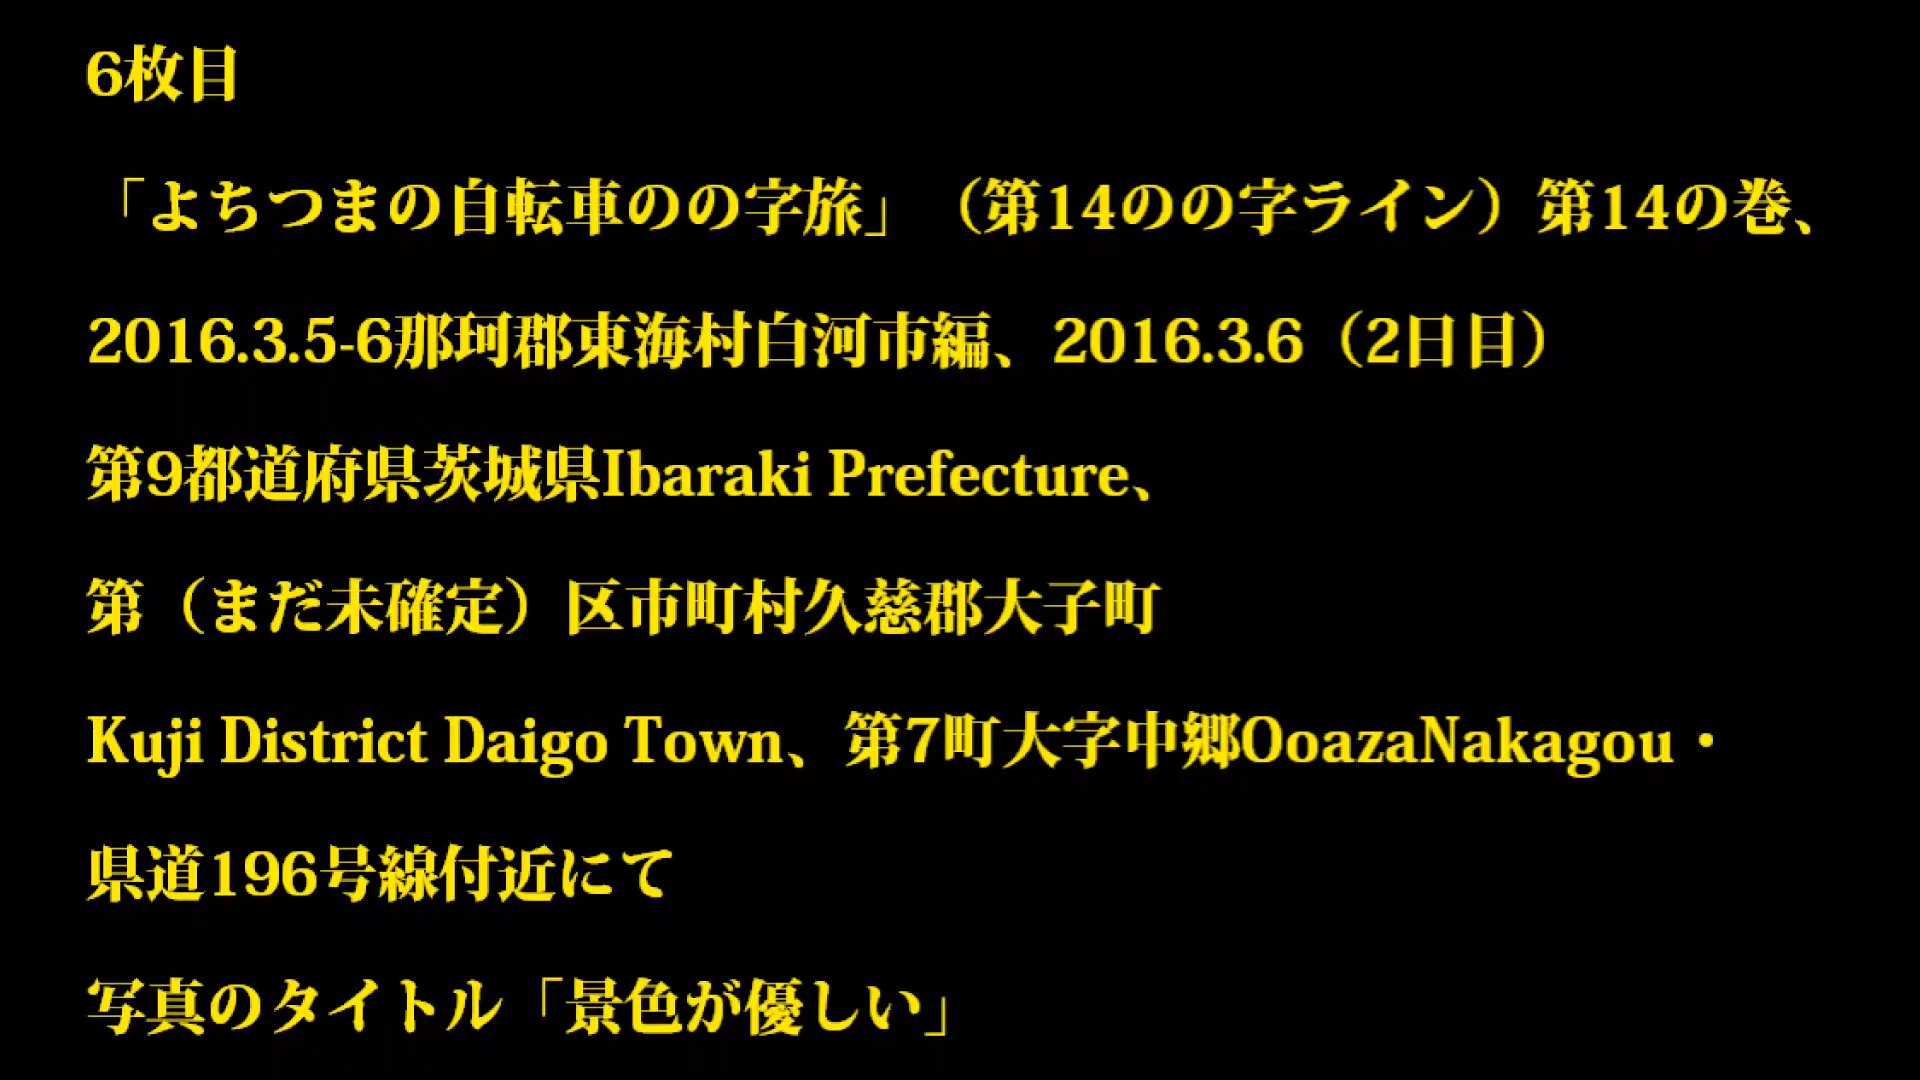 6枚目
「よちつまの自転車のの字旅」（第14のの字ライン）第14の巻、
2016.3.5-6那珂郡東海村白河市編、2016.3.6（2日目）
第9都道府県茨城県Ibaraki Prefecture、
第（まだ未確定）区市町村久慈郡大子町
Kuji District Daigo Town、第7町大字中郷OoazaNakagou・
県道196号線付近にて
写真のタイトル「景色が優しい」